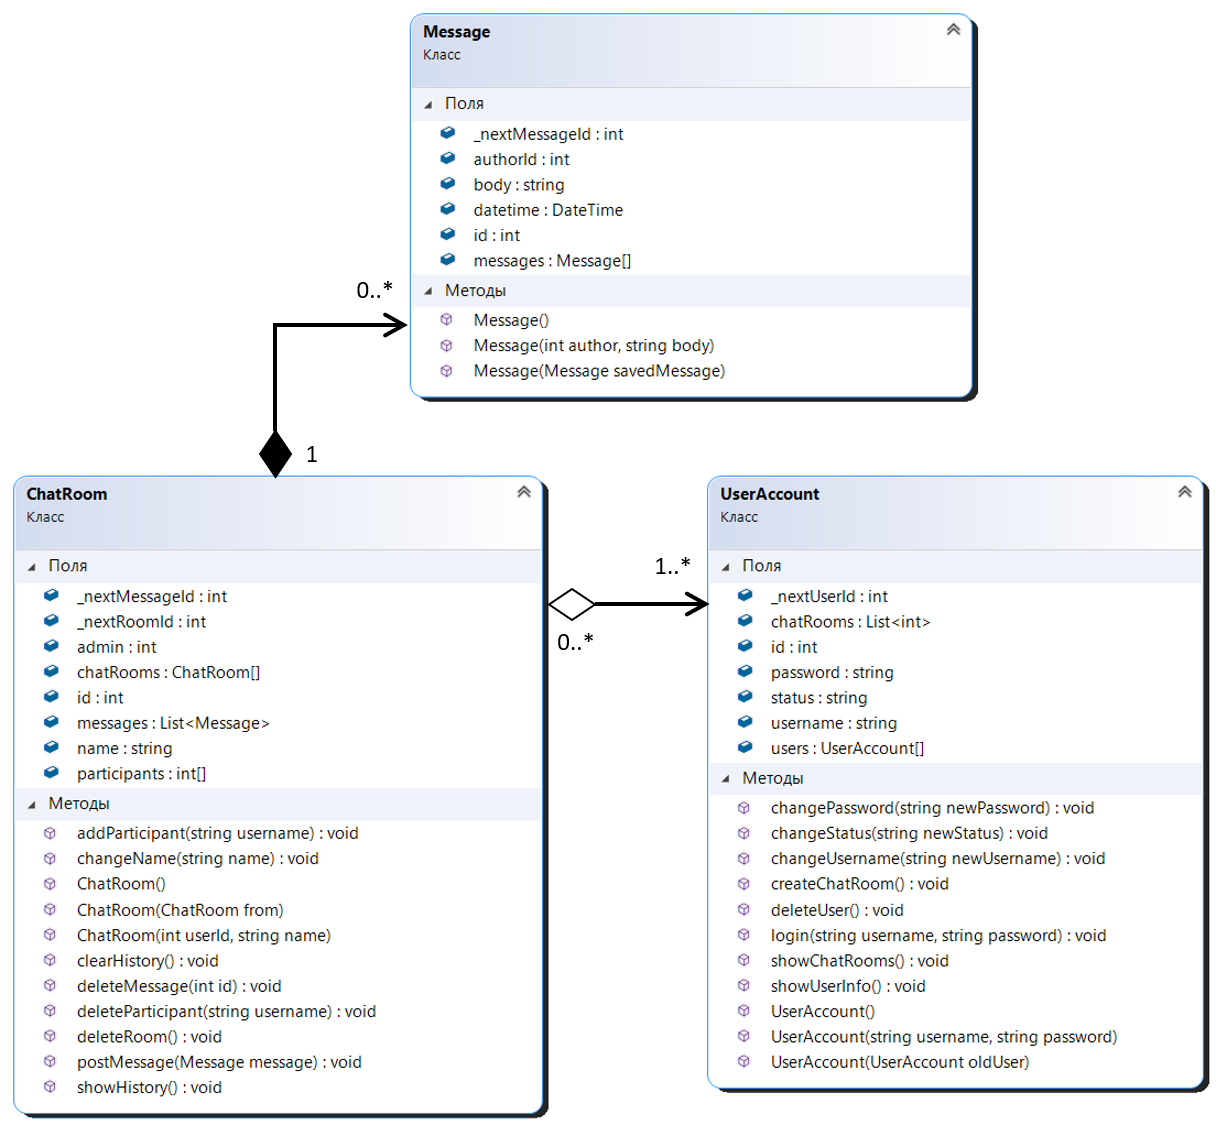 Message
Класс
Поля
_nextMessageId : int
authorId : int
body : string
datetime : DateTime
id : int
messages : Message[]
Методы
Message()
Message(int author, string body)
Message(Message savedMessage)
0..*
1
ChatRoom
Класс
Поля
_nextMessageId : int
_nextRoomId : int
admin : int
chatRooms : ChatRoom[]
id : int
messages : List<Message>
name : string
participants : int[]
Методы
addParticipant(string username) : void
changeName(string name) : void
ChatRoom()
ChatRoom(ChatRoom from)
ChatRoom(int userId, string name)
clearHistory() : void
deleteMessage(int id) : void
deleteParticipant(string username) : void
deleteRoom() : void
postMessage(Message message) : void
showHistory() : void
1..*
0..*
UserAccount
Класс
Поля
_nextUserId : int
chatRooms : List<int>
id : int
password : string
status : string
username : string
users : UserAccount[]
Методы
changePassword(string newPassword) : void
changeStatus(string newStatus) : void
changeUsername(string newUsername) : void
createChatRoom() : void
deleteUser() : void
login(string username, string password) : void
showChatRooms() : void
showUserInfo() : void
UserAccount()
UserAccount(string username, string password)
UserAccount(UserAccount oldUser)